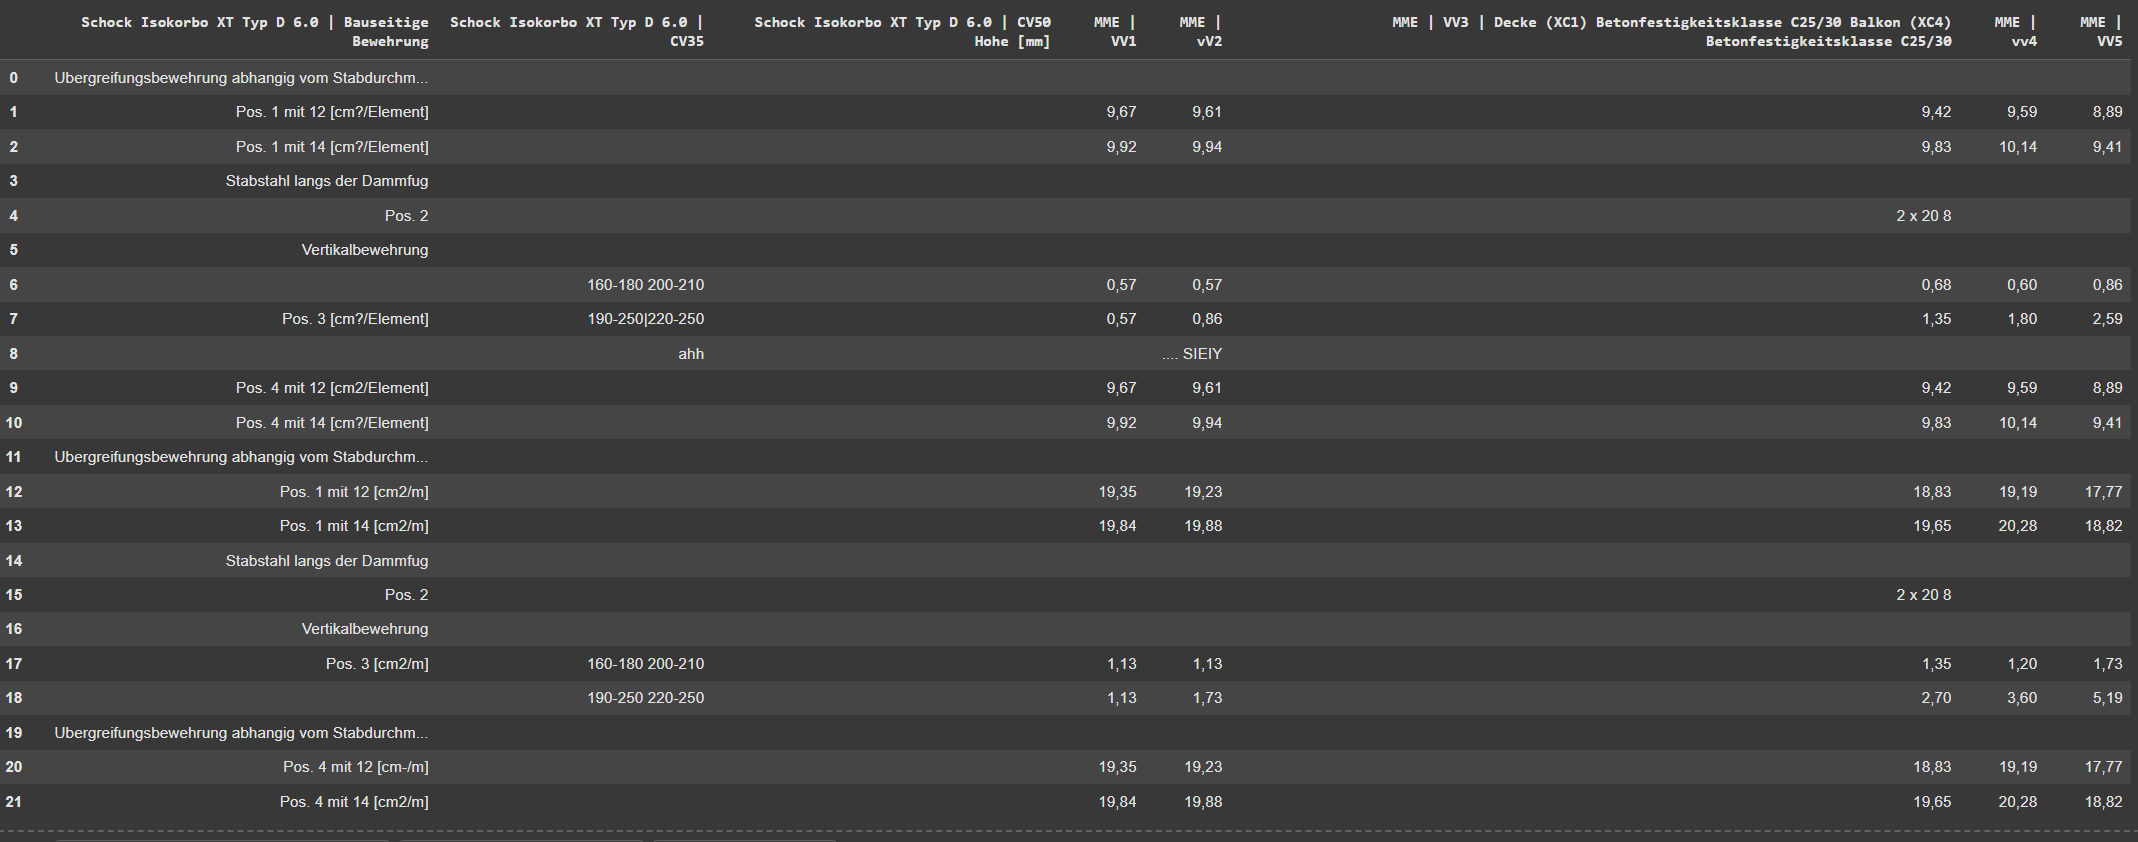 Schock Isokorbo XT Typ D 6.0 | Bauseitige Schock Isokorbo XT Typ D 6.0 | Schock Isokorbo XT Typ D 6.0 | CV50 MME | MME | MME | VV3 | Decke (XC1) Betonfestigkeitsklasse C25/30 Balkon (XC4) MME | MME |
Bewehrung CV35 Hohe [mm] VV1 vV2 Betonfestigkeitsklasse C25/30 vv4 VV5
0 Ubergreifungsbewehrung abhangig vom Stabdurchm...
1 Pos. 1 mit 12 [cm?/Element] 9,67 9,61 9,42 9,59 8,89
2 Pos. 1 mit 14 [cm?/Element] 9,92 9,94 9,83 10,14 9,41
3 Stabstahl langs der Dammfug
4 Pos. 2 2 x 20 8
5 Vertikalbewehrung
6 160-180 200-210 0,57 0,57 0,68 0,60 0,86
7 Pos. 3 [cm?/Element] 190-250|220-250 0,57 0,86 1,35 1,80 2,59
8 ahh .... SIEIY
9 Pos. 4 mit 12 [cm2/Element] 9,67 9,61 9,42 9,59 8,89
10 Pos. 4 mit 14 [cm?/Element] 9,92 9,94 9,83 10,14 9,41
11 Ubergreifungsbewehrung abhangig vom Stabdurchm...
12 Pos. 1 mit 12 [cm2/m] 19,35 19,23 18,83 19,19 17,77
13 Pos. 1 mit 14 [cm2/m] 19,84 19,88 19,65 20,28 18,82
14 Stabstahl langs der Dammfug
15 Pos. 2 2 x 20 8
16 Vertikalbewehrung
17 Pos. 3 [cm2/m] 160-180 200-210 1,13 1,13 1,35 1,20 1,73
18 190-250 220-250 1,13 1,73 2,70 3,60 5,19
19 Ubergreifungsbewehrung abhangig vom Stabdurchm...
20 Pos. 4 mit 12 [cm-/m] 19,35 19,23 18,83 19,19 17,77
21 Pos. 4 mit 14 [cm2/m] 19,84 19,88 19,65 20,28 18,82